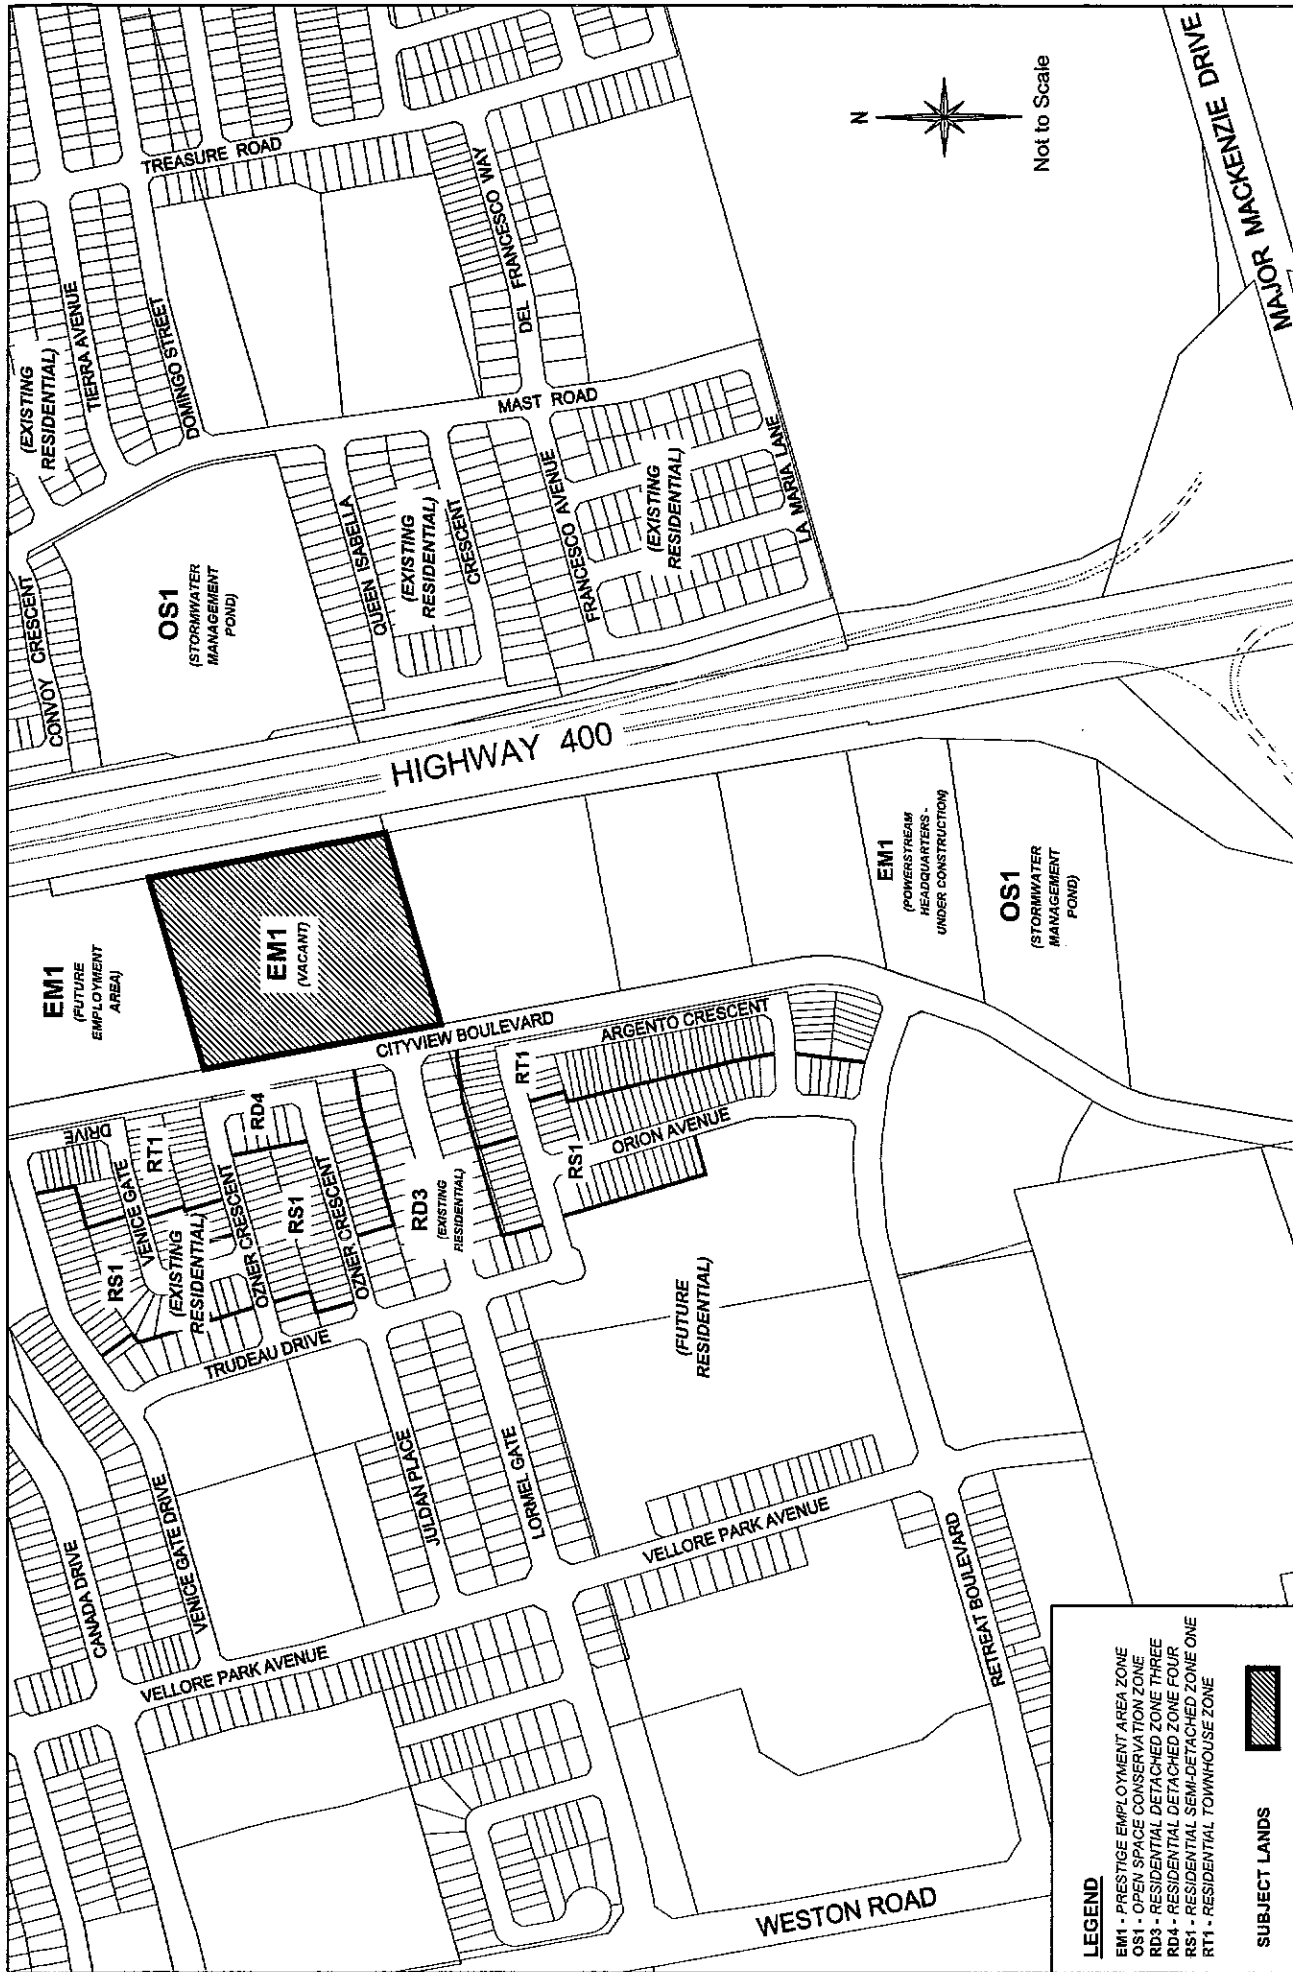 TREASURE ROAD
(EXISTING
RESIDENTIAL)
TIERRA AVENUE
DOMINGO STREET
CONVOY CRESCENT
OS1
(STORMWATER
MANAGEMENT
POND)
DEL FRANCESCO WAY
MAST ROAD
QUEEN ISABELLA
(EXISTING
RESIDENTIAL)
CRESCENT
FRANCESCO AVENUE
(EXISTING
RESIDENTIAL)
LA MARIA LANE
N
Not to Scale
MAJOR MACKENZIE DRIVE
HIGHWAY 400
EM1
(FUTURE
EMPLOYMENT
AREA)
EM1
(VACANT)
EM1
(POWERSTREAM
HEADQUARTERS -
UNDER CONSTRUCTION)
OS1
(STORMWATER
MANAGEMENT
POND)
CITYVIEW BOULEVARD
ARGENTO CRESCENT
DRIVE
VENICE GATE
RT1
RD4
RT1
RS1
ORION AVENUE
RS1
(EXISTING
RESIDENTIAL)
OZNER CRESCENT
RS1
OZNER CRESCENT
RD3
(EXISTING
RESIDENTIAL)
TRUDEAU DRIVE
(FUTURE
RESIDENTIAL)
CANADA DRIVE
VENICE GATE DRIVE
JULDAN PLACE
LORMEL GATE
VELLORE PARK AVENUE
VELLORE PARK AVENUE
RETREAT BOULEVARD
WESTON ROAD
LEGEND
EM1 - PRESTIGE EMPLOYMENT AREA ZONE
OS1 - OPEN SPACE CONSERVATION ZONE
RD3 - RESIDENTIAL DETACHED ZONE THREE
RD4 - RESIDENTIAL DETACHED ZONE FOUR
RS1 - RESIDENTIAL SEMI-DETACHED ZONE ONE
RT1 - RESIDENTIAL TOWNHOUSE ZONE
SUBJECT LANDS